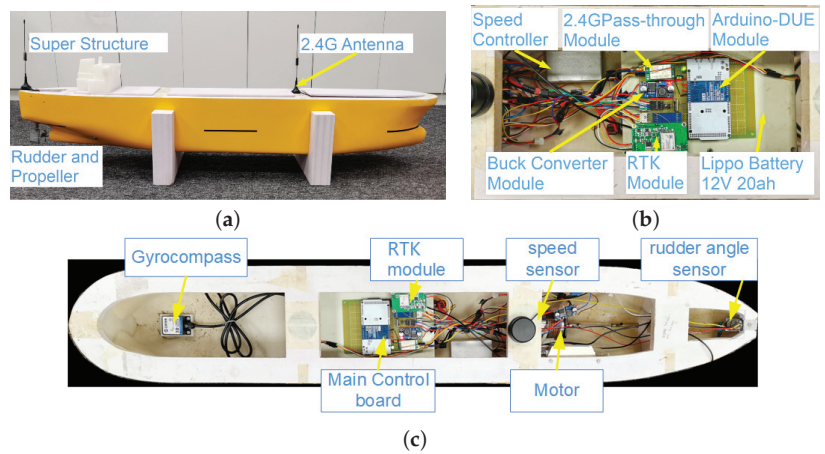 Super Structure
2.4G Antenna
Rudder and
Propeller
(a)
Speed
Controller
2.4GPass-through
Module
Arduino-DUE
Module
Buck Converter
Module
RTK
Module
Lippo Battery
12V 20ah
(b)
Gyrocompass
RTK
module
speed
sensor
rudder angle
sensor
Main Control
board
Motor
(c)